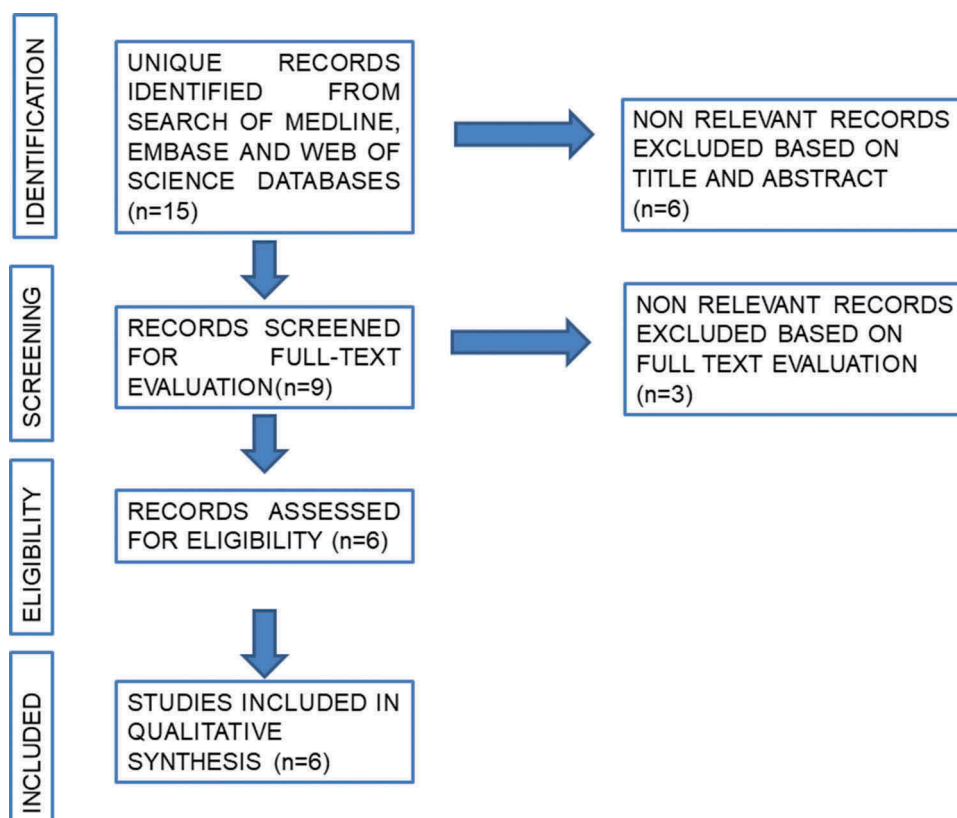 IDENTIFICATION
UNIQUE RECORDS
IDENTIFIED FROM
SEARCH OF MEDLINE,
EMBASE AND WEB OF
SCIENCE DATABASES
(n=15)
NON RELEVANT RECORDS
EXCLUDED BASED ON
TITLE AND ABSTRACT
(n=6)
SCREENING
RECORDS SCREENED
FOR FULL-TEXT
EVALUATION(n=9)
NON RELEVANT RECORDS
EXCLUDED BASED ON
FULL TEXT EVALUATION
(n=3)
ELIGIBILITY
RECORDS ASSESSED
FOR ELIGIBILITY (n=6)
INCLUDED
STUDIES INCLUDED IN
QUALITATIVE
SYNTHESIS (n=6)